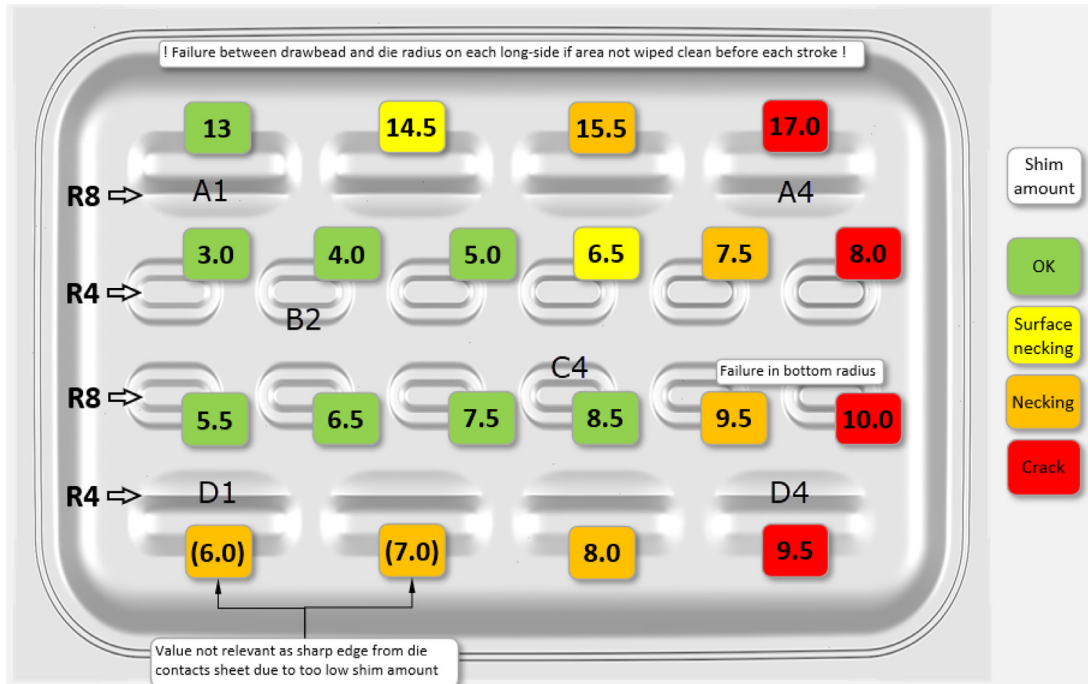 ! Failure between drawbead and die radius on each long-side if area not wiped clean before each stroke !
13 14.5 15.5 17.0
Shim
amount
R8 A1 A4
3.0 4.0 5.0 6.5 7.5 8.0
OK
R4
B2
Surface
necking
C4
Failure in bottom radius
R8
5.5 6.5 7.5 8.5 9.5 10.0
Necking
Crack
R4 D1 D4
(6.0) (7.0) 8.0 9.5
Value not relevant as sharp edge from die
contacts sheet due to too low shim amount